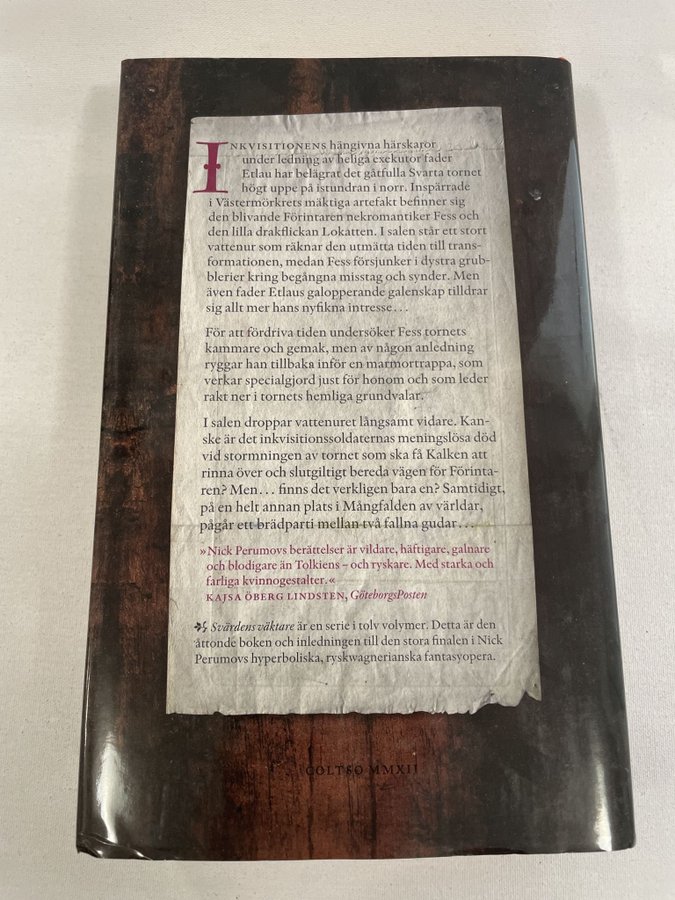 INKVISITIONENS hängivna härskaror
under ledning av heliga exekutor fader
Etlau har belägrat det gåtfulla Svarta tornet
högt uppe på istundran i norr. Inspärrade
i Västermörkrets mäktiga artefakt befinner sig
den blivande Förintaren nekromantiker Fess och
den lilla drakflickan Lokatten. I salen står ett stort
vattenur som räknar den utmätta tiden till trans-
formationen, medan Fess försjunker i dystra grub-
blerier kring begångna misstag och synder. Men
även fader Etlaus galopperande galenskap tilldrar
sig allt mer hans nyfikna intresse...
För att fördriva tiden undersöker Fess tornets
kammare och gemak, men av någon anledning
ryggar han tillbaka inför en marmortrappa, som
verkar specialgjord just för honom och som leder
rakt ner i tornets hemliga grundvalar.
I salen droppar vattenuret långsamt vidare. Kan-
ske är det inkvisitionssoldaternas meningslösa död
vid stormningen av tornet som ska få Kalken att
rinna över och slutgiltigt bereda vägen för Förinta-
ren? Men... finns det verkligen bara en? Samtidigt,
på en helt annan plats i Mångfalden av världar,
pågår ett brädparti mellan två fallna gudar...
»Nick Perumovs berättelser är vildare, häftigare, galnare
och blodigare än Tolkiens – och ryskare. Med starka och
farliga kvinnogestalter.«
KAJSA ÖBERG LINDSTEN, GöteborgsPosten
Svärdens väktare är en serie i tolv volymer. Detta är den
åttonde boken och inledningen till den stora finalen i Nick
Perumovs hyperboliska, ryskwagnerianska fantasyopera.
COLTSO MMXII